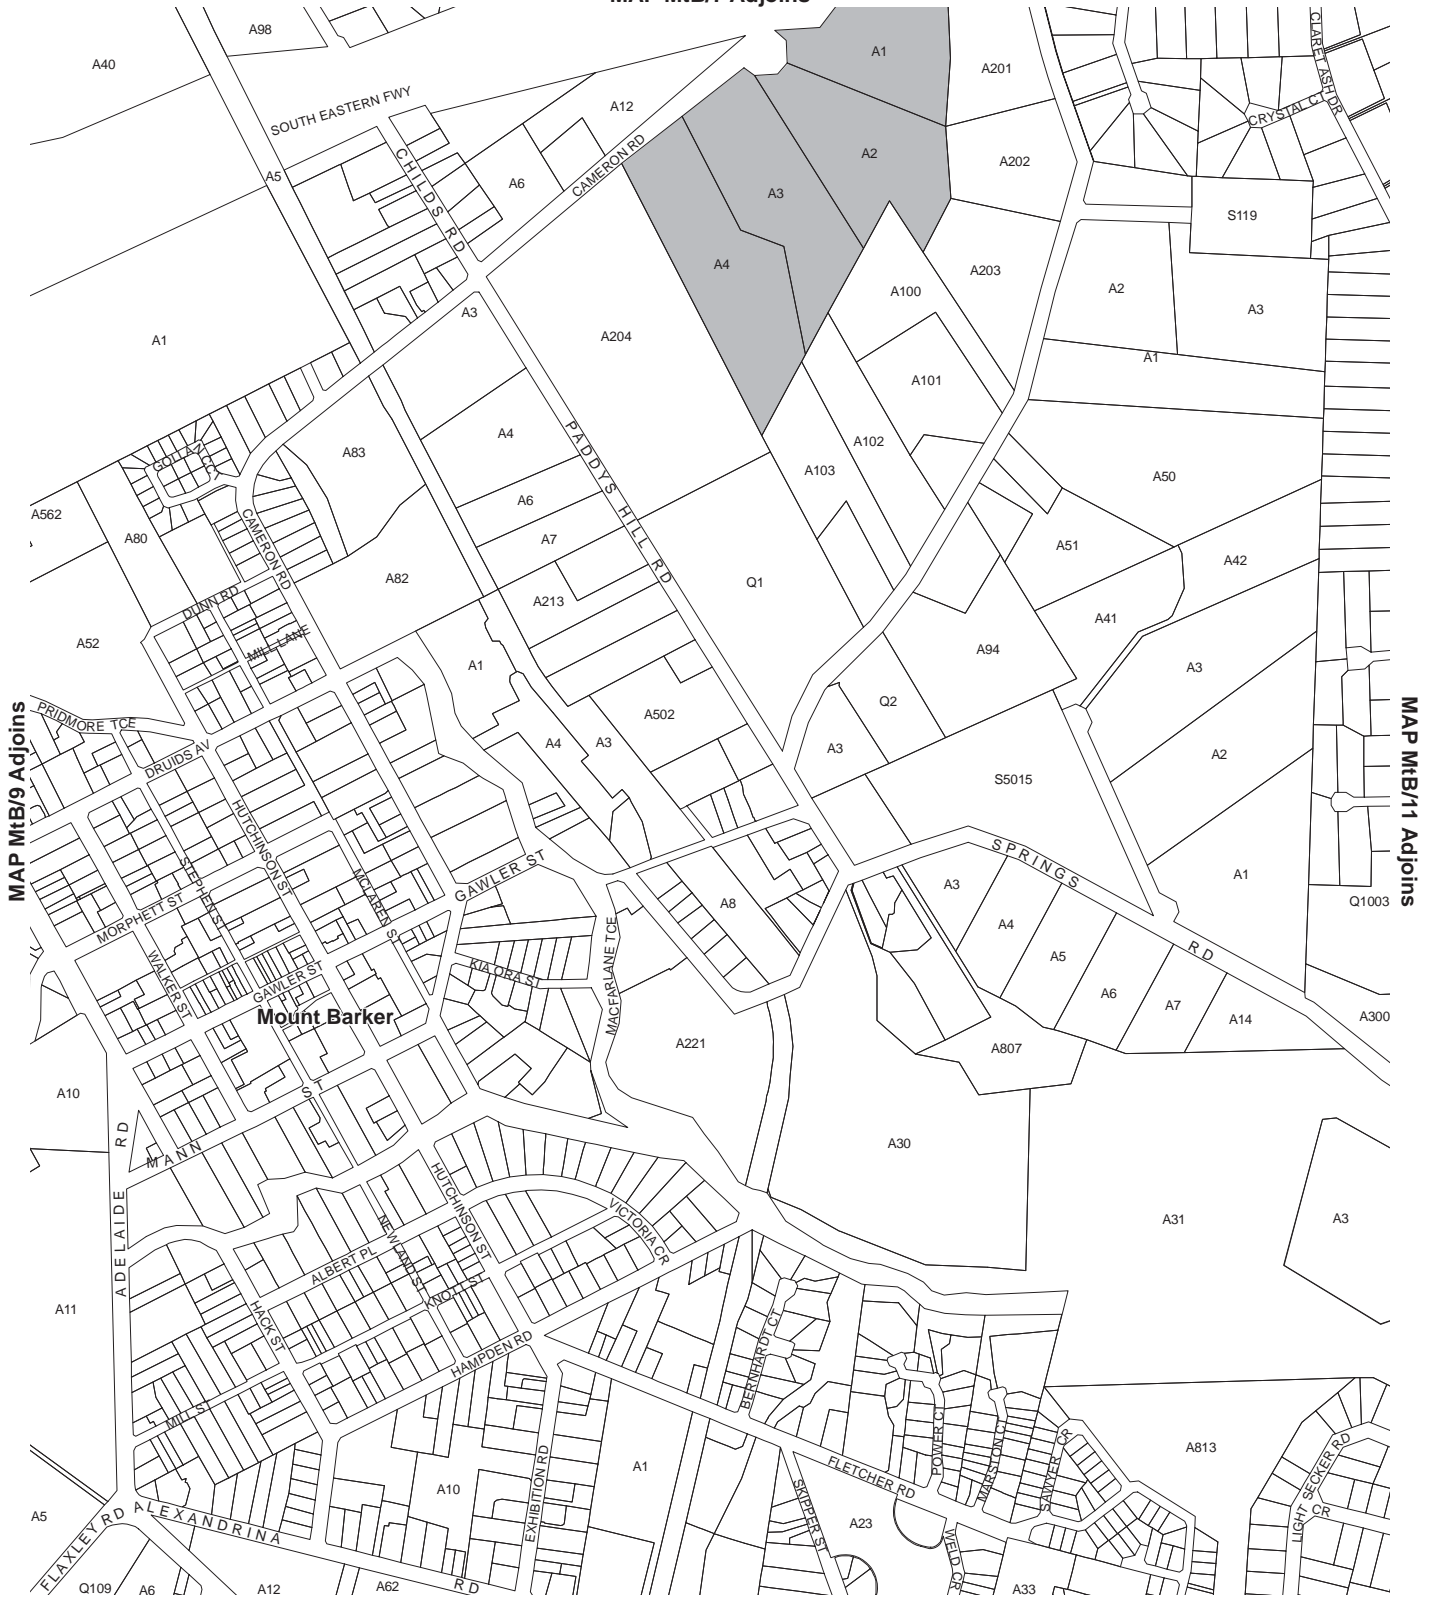 MAP MtB/7 Adjoins
A98
A1
A40
A201
CLARET ASH DR
SOUTH EASTERN FWY
A12
CRYSTAL CT
CHILDS RD
CAMERON RD
A2
A202
A5
A6
A3
S119
A4
A203
A2
A100
A3
A3
A1
A204
A1
A101
A4
PADDYS HILL RD
A102
A83
GOLLAN CC
A103
A50
A562
A6
A80
CAMERON RD
A7
A51
A42
A82
Q1
DUNN RD
A213
A41
A52
MILL LANE
A94
A1
A3
PRIDMORE TCE
Q2
A502
MAP MtB/9 Adjoins
MAP MtB/11 Adjoins
DRUIDS AV
A4
A3
A3
A2
S5015
HUTCHINSON ST
SPRINGS RD
STEPHEN ST
MCLAREN ST
GAWLER ST
A3
A1
MORPHETT ST
A8
Q1003
A4
WALKER ST
MACFARLANE TCE
KIA ORA ST
A5
GAWLER ST
A6
A7
Mount Barker
A14
A300
A221
A807
A10
MANN ST
ADELAIDE RD
A30
HUTCHINSON ST
VICTORIA CR
A31
A3
NEWLAND ST
ALBERT PL
A11
KNOTT ST
HACK ST
HAMPDEN RD
BERNHARDT CT
MILL ST
POWER C
MARSTON C
SAWYER CR
A813
LIGHT SECKER RD
A1
FLETCHER RD
A10
EXHIBITION RD
SKIPPER ST
A5
FLAXLEY RD
ALEXANDRINA RD
A23
CR
WELD CR
Q109
A6
A12
A62
A33